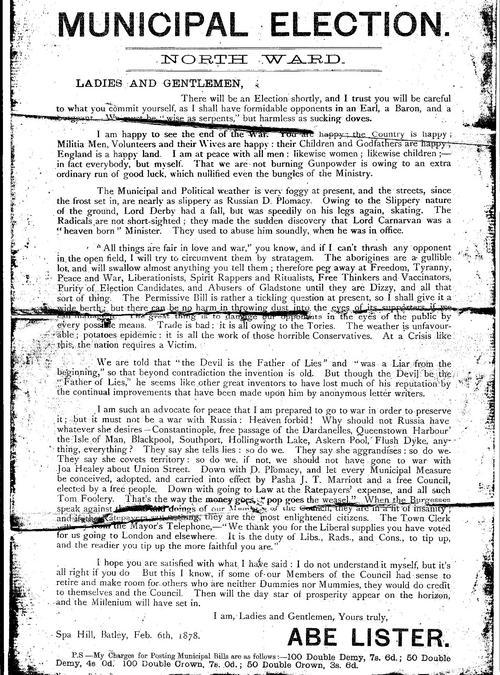 MUNICIPAL ELECTION.
NORTH WARD.
LADIES AND GENTLEMEN,
There will be an Election shortly, and I trust you will be careful
to what you commit yourself, as I shall have formidable opponents in an Earl, a Baron, and a
be "wise as serpents," but harmless as sucking doves.
I am happy to see the end of the War. You are happy; the Country is happy;
Militia Men, Volunteers and their Wives are happy: their Children and Godfathers are happy;
England is a happy land. I am at peace with all men: likewise women; likewise children;—
in fact everybody, but myself. That we are not burning Gunpowder is owing to an extra
ordinary run of good luck, which nullified even the bungles of the Ministry.
The Municipal and Political weather is very foggy at present, and the streets, since
the frost set in, are nearly as slippery as Russian D. Plomacy. Owing to the Slippery nature
of the ground, Lord Derby had a fall, but was speedily on his legs again, skating. The
Radicals are not short-sighted; they made the sudden discovery that Lord Carnarvan was a
"heaven born" Minister. They used to abuse him soundly, when he was in office.
"All things are fair in love and war," you know, and if I can't thrash any opponent
in the open field, I will try to circumvent them by stratagem. The aborigines are a gullible
lot, and will swallow almost anything you tell them; therefore peg away at Freedom, Tyranny,
Peace and War, Liberationists, Spirit Rappers and Ritualists, Free Thinkers and Vaccinators,
Purity of Election Candidates, and Abusers of Gladstone until they are Dizzy, and all that
sort of thing. The Permissive Bill is rather a tickling question at present, so I shall give it a
wide berth; but there can be no harm in throwing dust into the eyes of its supporters if you
can manage it. The great thing is to damage our opponents in the eyes of the public by
every possible means. Trade is bad: it is all owing to the Tories. The weather is unfavour-
able; potatoes epidemic: it is all the work of those horrible Conservatives. At a Crisis like
this, the nation requires a Victim.
We are told that "the Devil is the Father of Lies" and "was a Liar from the
beginning," so that beyond contradiction the invention is old. But though the Devil be the
"Father of Lies," he seems like other great inventors to have lost much of his reputation by
the continual improvements that have been made upon him by anonymous letter writers.
I am such an advocate for peace that I am prepared to go to war in order to preserve
it; but it must not be a war with Russia: Heaven forbid! Why should not Russia have
whatever she desires—Constantinople, free passage of the Dardanelles, Queenstown Harbour
the Isle of Man, Blackpool, Southport, Hollingworth Lake, Askern Pool, Flush Dyke, any-
thing, everything? They say she tells lies: so do we. They say she aggrandises: so do we.
They say she covets territory: so do we, if not, we should not have gone to war with
Joa Healey about Union Street. Down with D. Plomacy, and let every Municipal Measure
be conceived, adopted, and carried into effect by Pasha J. T. Marriott and a free Council,
elected by a free people. Down with going to Law at the Ratepayers' expense, and all such
Tom Foolery. That's the way the money goes, "pop goes the weasel." When the Burgesses
speak against the and doings of our Members of the Council, they are in a fit of insanity
and if the Ratepayers say nothing, they are the most enlightened citizens. The Town Clerk
from the Mayor's Telephone,—"We thank you for the Liberal supplies you have voted
for us going to London and elsewhere. It is the duty of Libs., Rads., and Cons., to tip up,
and the readier you tip up the more faithful you are."
I hope you are satisfied with what I have said: I do not understand it myself, but it's
all right if you do But this I know, if some of our Members of the Council had sense to
retire and make room for others who are neither Dummies nor Mummies, they would do credit
to themselves and the Council. Then will the day star of prosperity appear on the horizon,
and the Millenium will have set in.
I am, Ladies and Gentlemen, Yours truly,
Spa Hill, Batley, Feb. 6th, 1878.
ABE LISTER.
P.S—My Charges for Posting Municipal Bills are as follows:—100 Double Demy, 7s. 6d.; 50 Double
Demy, 4s 0d. 100 Double Crown, 7s. 0d.; 50 Double Crown, 3s. 6d.